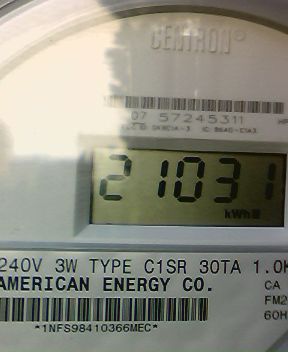 CENTRON®
07 57245311
21031
kWh
240V 3W TYPE C1SR 30TA 1.0K
AMERICAN ENERGY CO.
CA
FM2
60H
*1NFS98410366MEC*